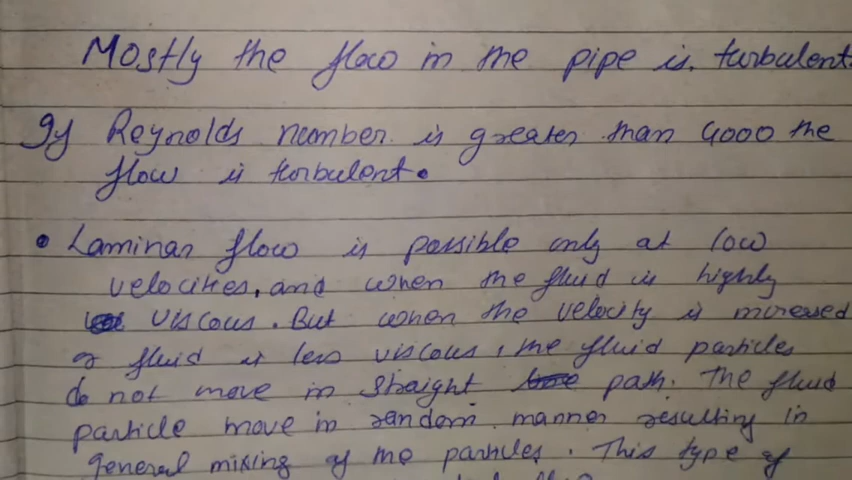 Mostly the flow in the pipe is turbulent.
If Reynolds number is greater than 4000 the
flow is turbulent.
• Laminar flow is possible only at low
velocities, and when the fluid is highly
viscous. But when the velocity is increased
or fluid is less viscous, the fluid particles
do not move in straight path. The fluid
particle move in random manner resulting in
general mixing of the particles. This type of